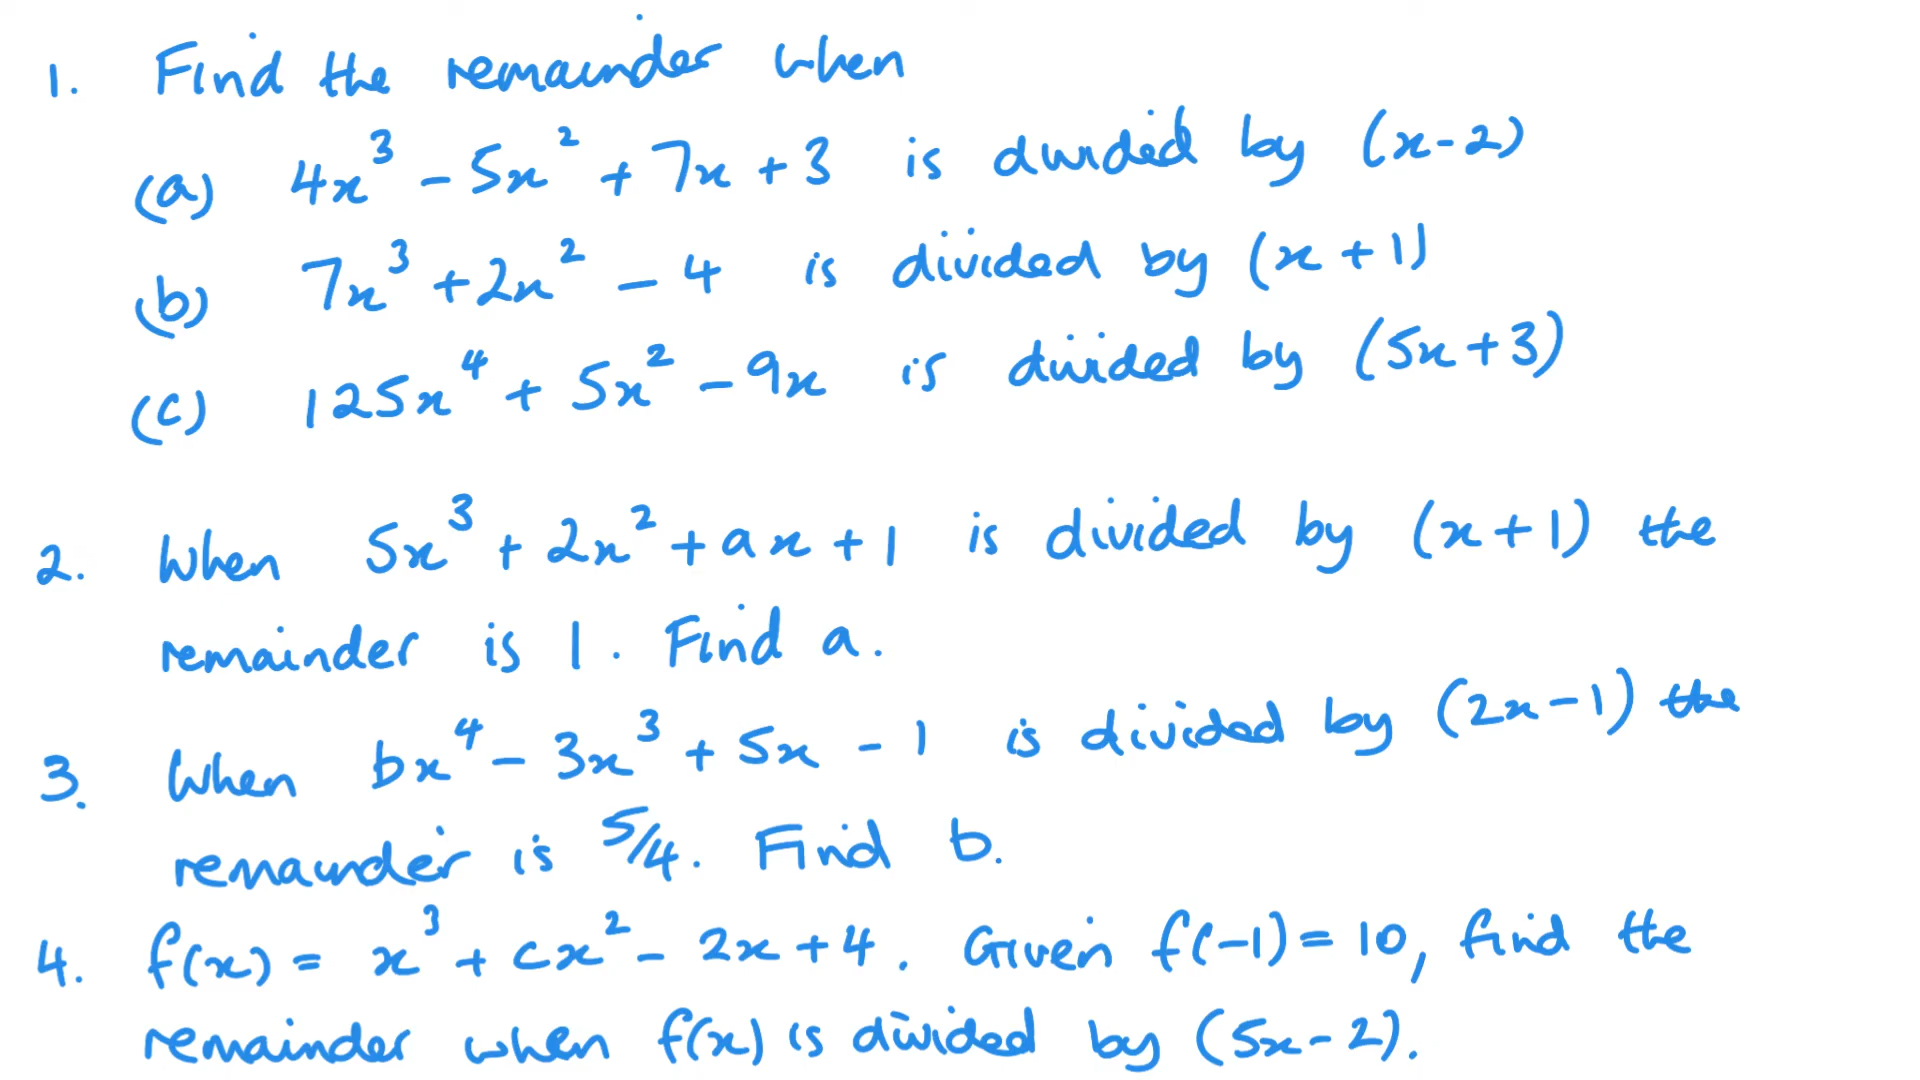 1. Find the remainder when
(a) 4x³ - 5x² + 7x + 3 is divided by (x-2)
(b) 7x³ + 2x² - 4 is divided by (x + 1)
(c) 125x⁴ + 5x² - 9x is divided by (5x+3)
2. When 5x³ + 2x² + ax + 1 is divided by (x+1) the
remainder is 1. Find a.
3. When bx⁴ - 3x³ + 5x - 1 is divided by (2x-1) the
remainder is 5/4. Find b.
4. f(x) = x³ + cx² - 2x + 4. Given f(-1) = 10, find the
remainder when f(x) is divided by (5x-2).